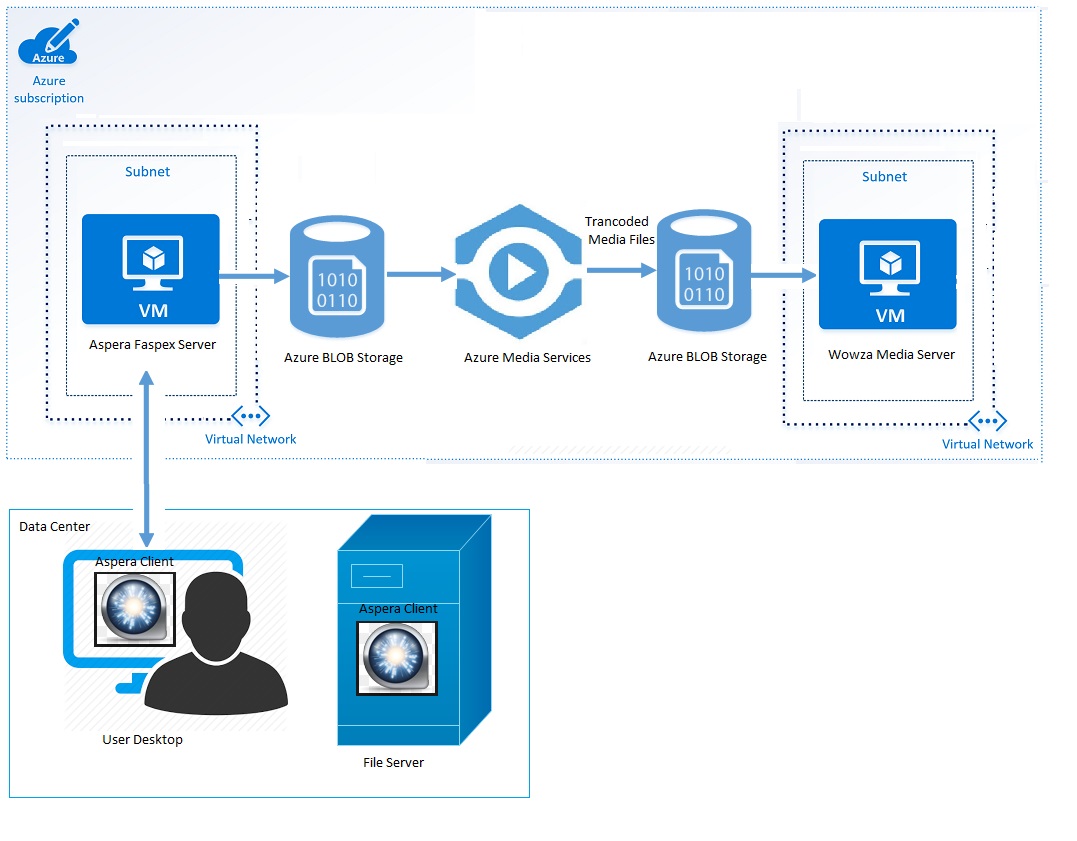 Azure
Azure
subscription
Subnet
VM
Aspera Faspex Server
Virtual Network
1010
0110
Azure BLOB Storage
Azure Media Services
Trancoded
Media Files
1010
0110
Azure BLOB Storage
Subnet
VM
Wowza Media Server
Virtual Network
Data Center
Aspera Client
User Desktop
Aspera Client
File Server